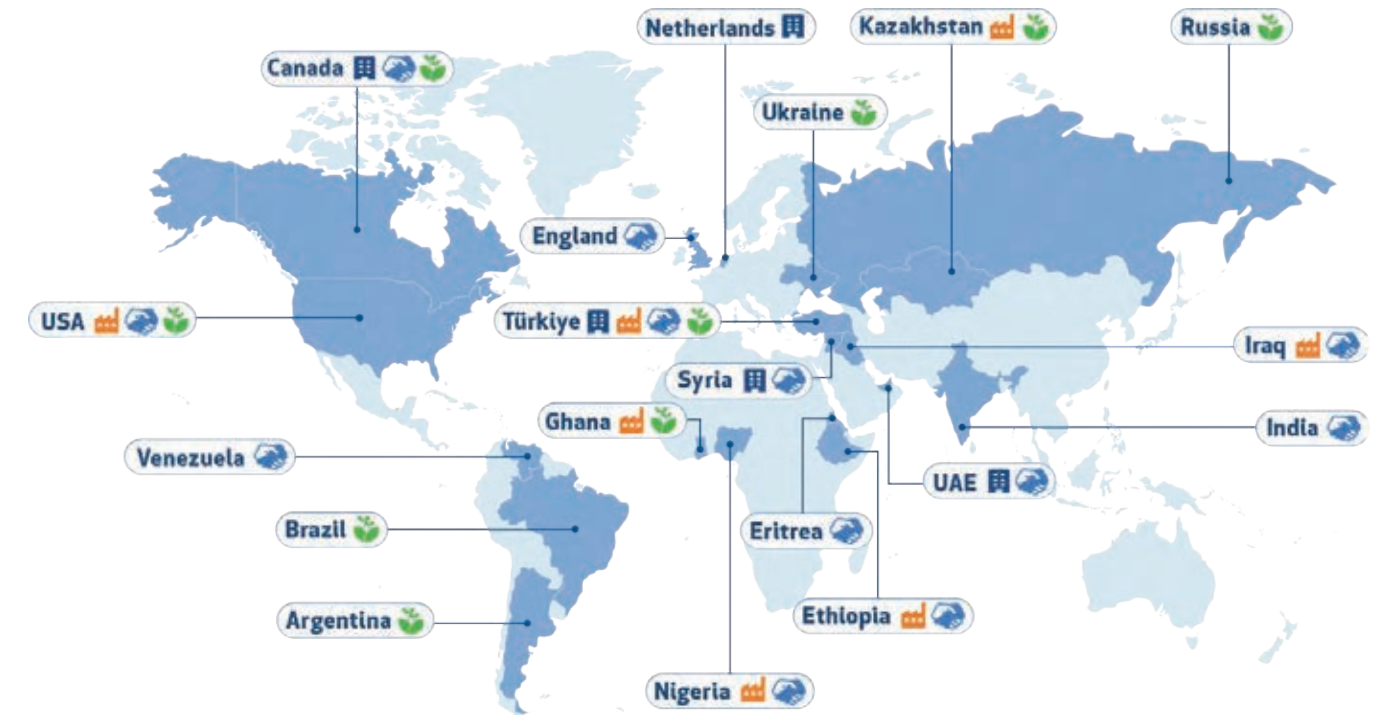 Netherlands
Kazakhstan
Russia
Canada
Ukraine
England
USA
Türkiye
Iraq
Syria
Ghana
India
Venezuela
UAE
Brazil
Eritrea
Argentina
Ethiopia
Nigeria